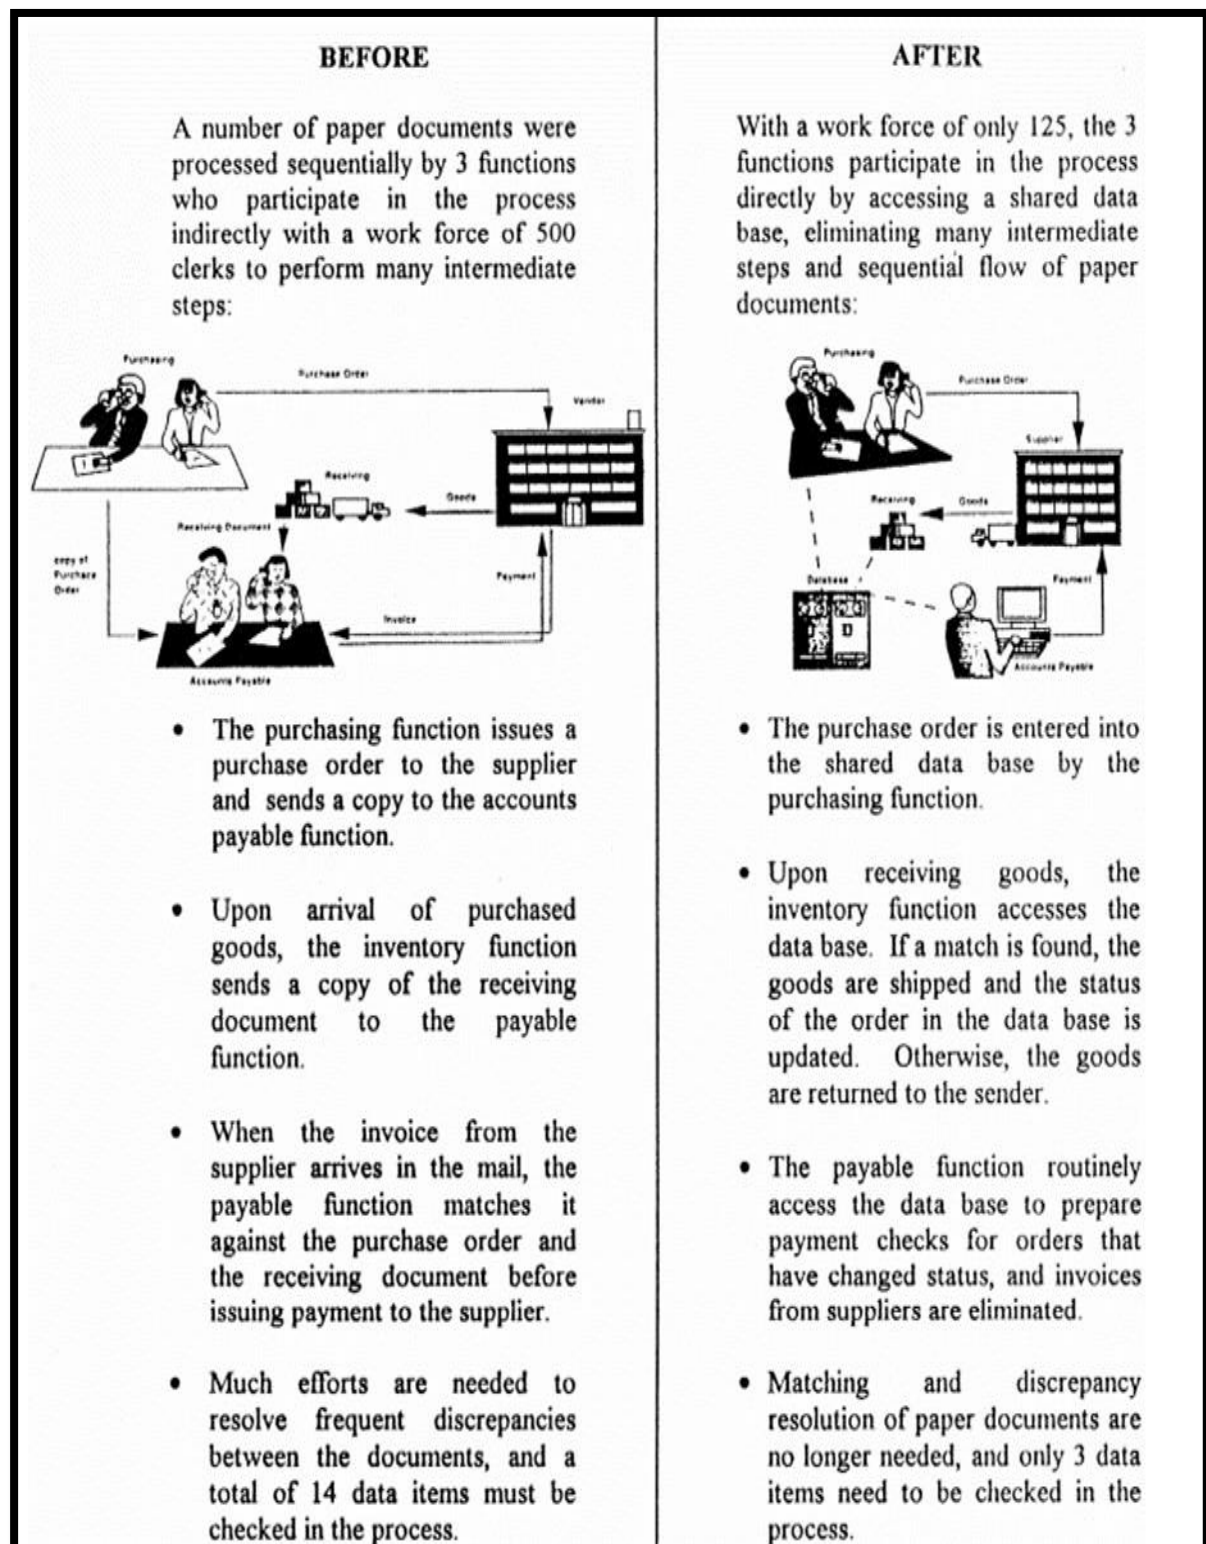 BEFORE
A number of paper documents were
processed sequentially by 3 functions
who participate in the process
indirectly with a work force of 500
clerks to perform many intermediate
steps:
Purchasing
Purchase Order
Vendor
Receiving
Goods
Receiving Document
copy of
Purchase
Order
Payment
Invoice
Accounts Payable
• The purchasing function issues a
purchase order to the supplier
and sends a copy to the accounts
payable function.
• Upon arrival of purchased
goods, the inventory function
sends a copy of the receiving
document to the payable
function.
• When the invoice from the
supplier arrives in the mail, the
payable function matches it
against the purchase order and
the receiving document before
issuing payment to the supplier.
• Much efforts are needed to
resolve frequent discrepancies
between the documents, and a
total of 14 data items must be
checked in the process.
AFTER
With a work force of only 125, the 3
functions participate in the process
directly by accessing a shared data
base, eliminating many intermediate
steps and sequential flow of paper
documents:
Purchasing
Purchase Order
Supplier
Receiving
Goods
Database
Payment
Accounts Payable
• The purchase order is entered into
the shared data base by the
purchasing function.
• Upon receiving goods, the
inventory function accesses the
data base. If a match is found, the
goods are shipped and the status
of the order in the data base is
updated. Otherwise, the goods
are returned to the sender.
• The payable function routinely
access the data base to prepare
payment checks for orders that
have changed status, and invoices
from suppliers are eliminated.
• Matching and discrepancy
resolution of paper documents are
no longer needed, and only 3 data
items need to be checked in the
process.